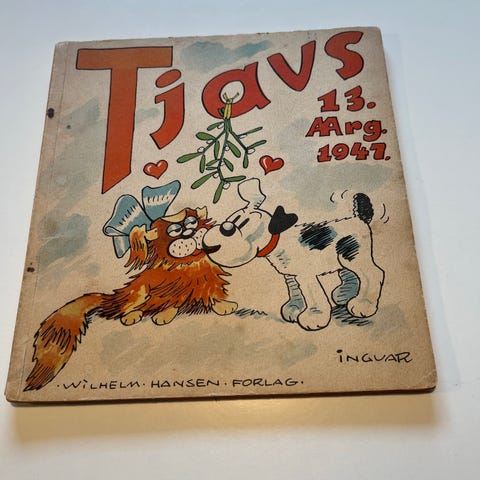 Tjavs
13.
AArg.
1947.
INGVAR
·WILHELM·HANSEN·FORLAG·